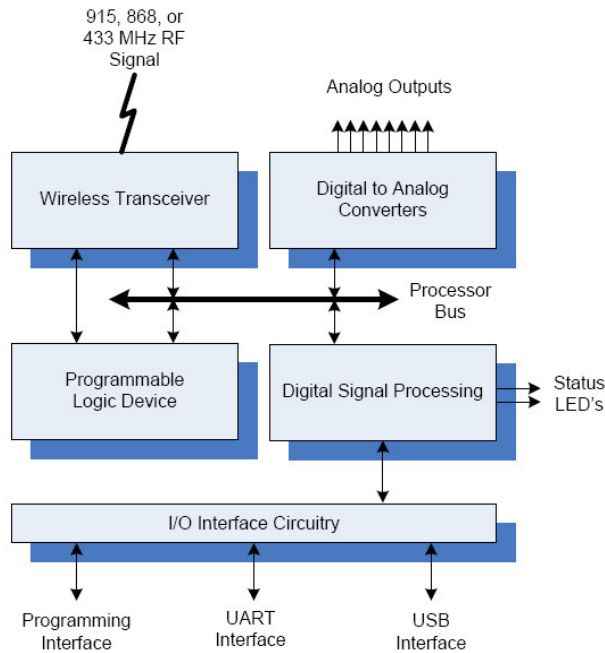 915, 868, or
433 MHz RF
Signal
Analog Outputs
Wireless Transceiver
Digital to Analog
Converters
Processor
Bus
Programmable
Logic Device
Digital Signal Processing
Status
LED's
I/O Interface Circuitry
Programming
Interface
UART
Interface
USB
Interface